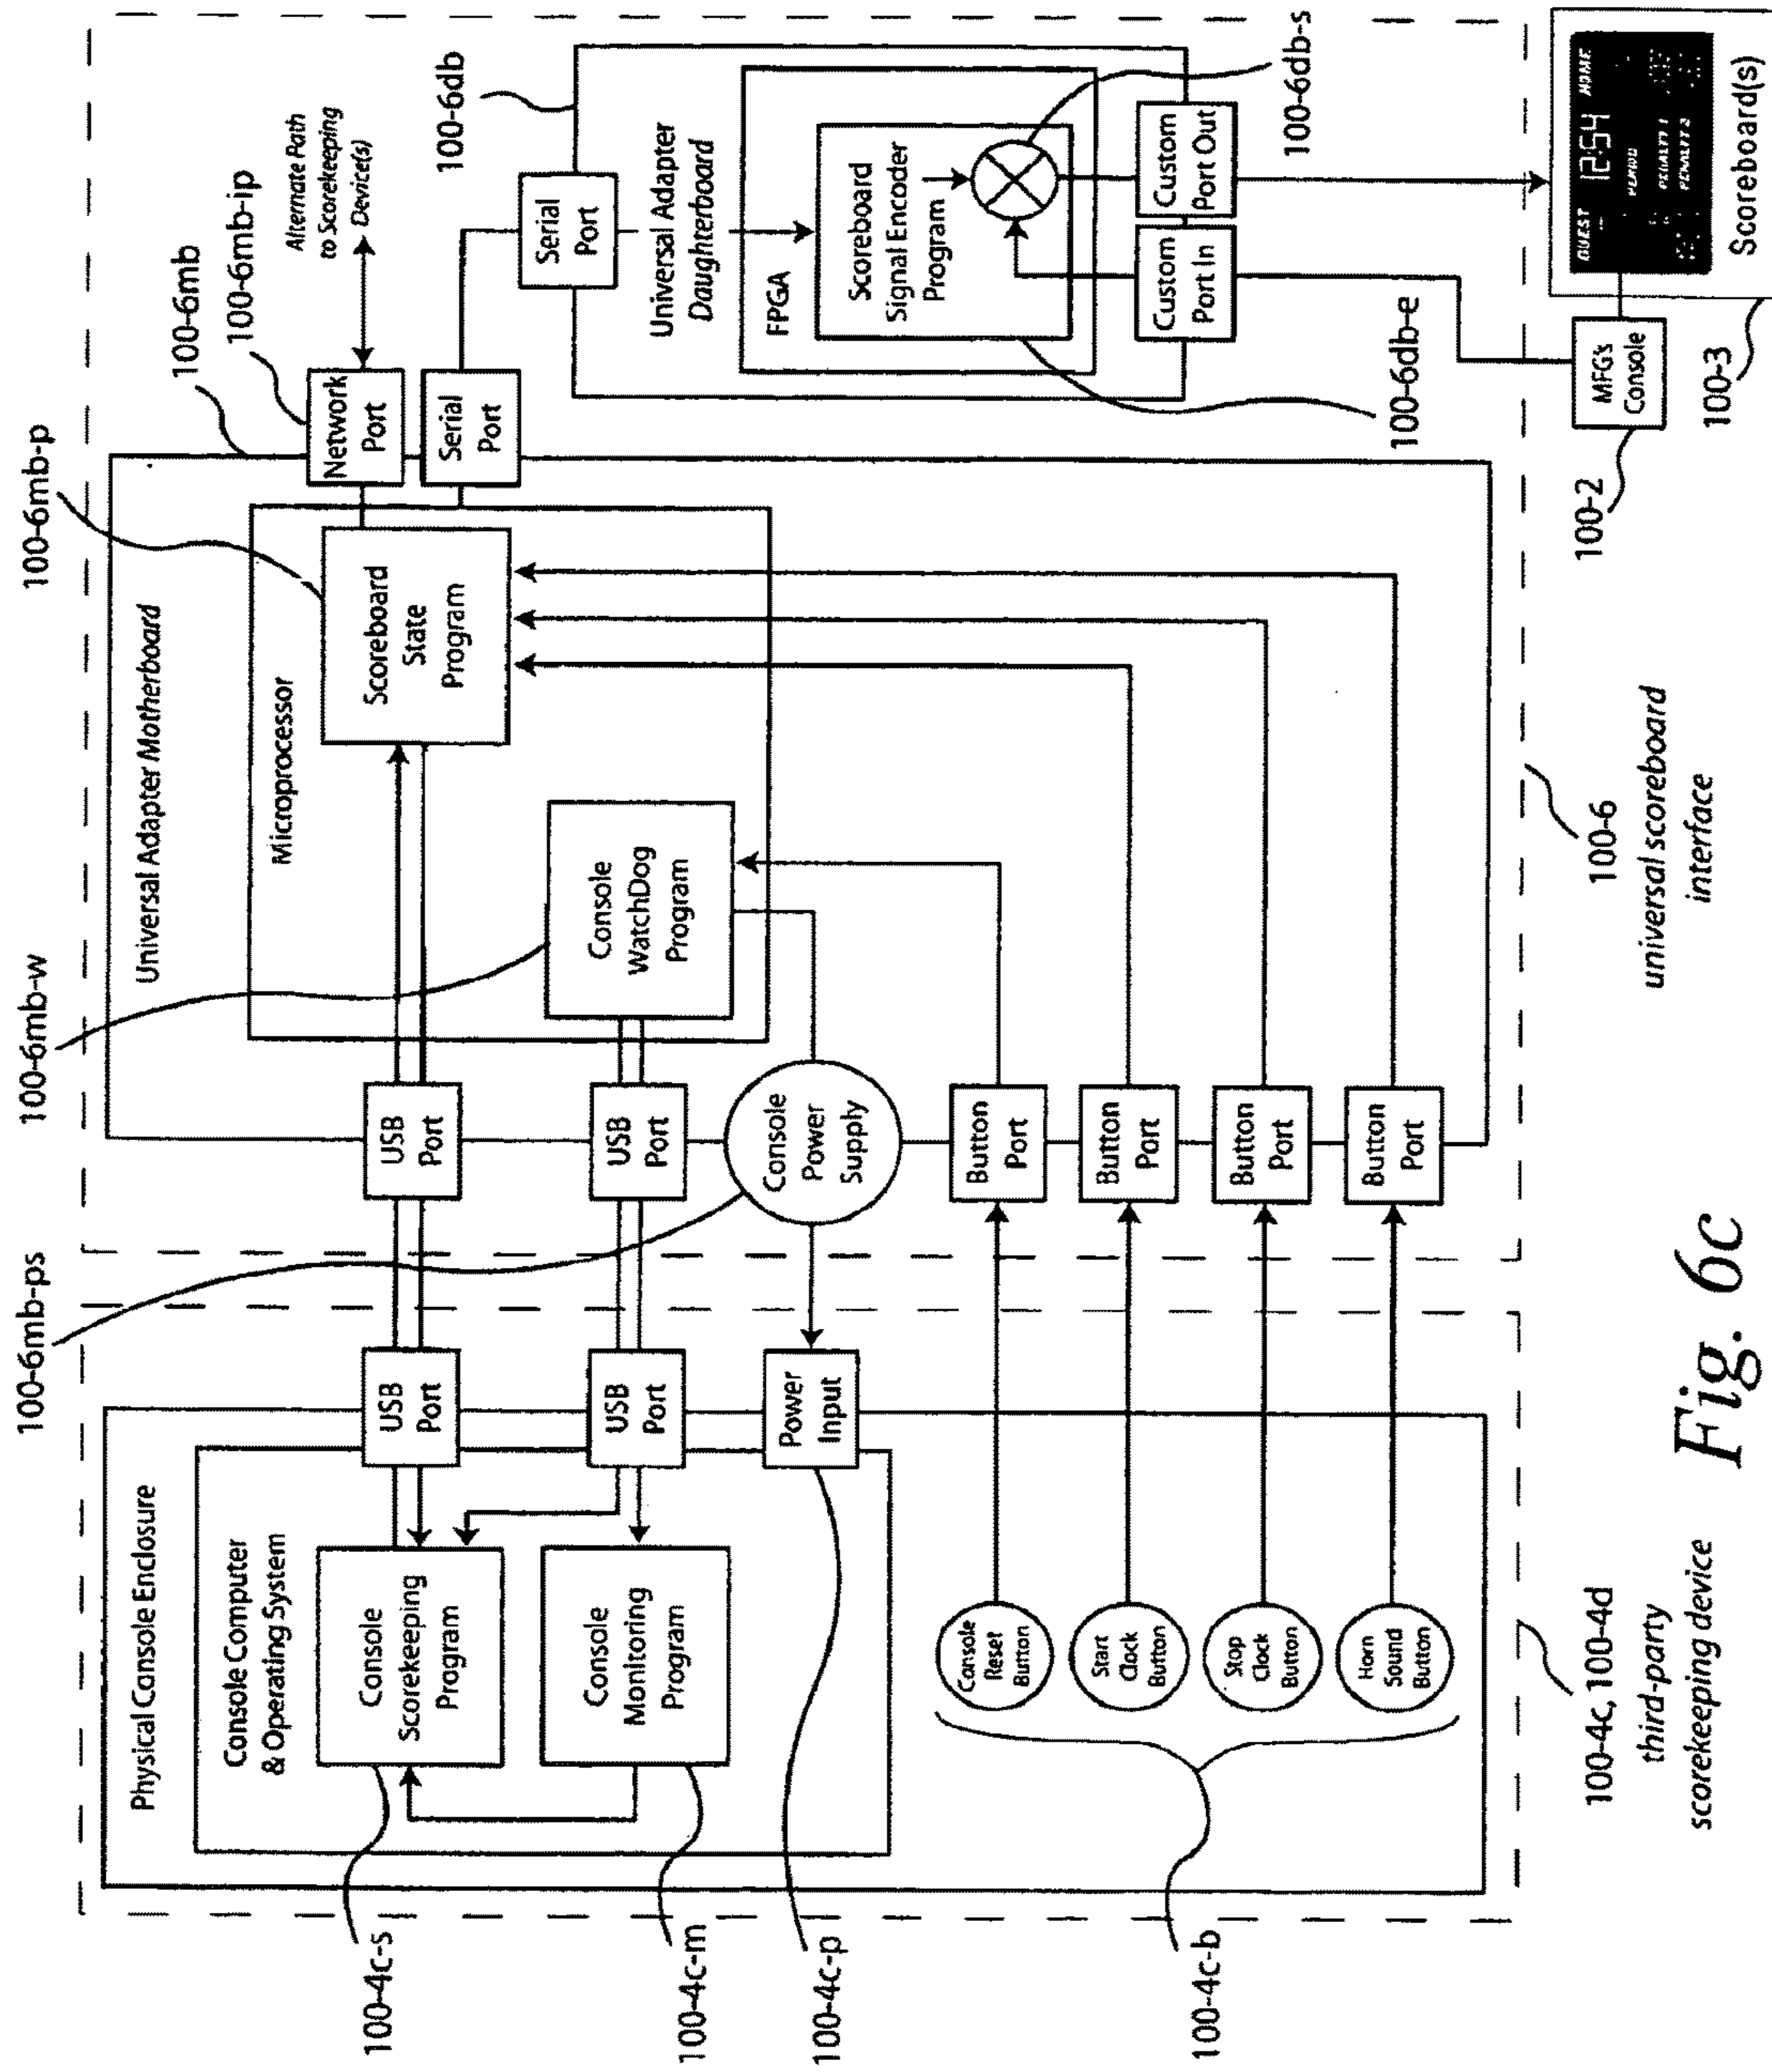 100-6mb-ps
100-6mb-w
100-6mb-p
100-6mb
100-6mb-ip
Alternate Path
to Scorekeeping
Device(s)
100-6db
Physical Console Enclosure
Console Computer
& Operating System
Console
Scorekeeping
Program
Console
Monitoring
Program
USB
Port
USB
Port
Power
Input
Console
Reset
Button
Start
Clock
Button
Stop
Clock
Button
Horn
Sound
Button
100-4c-s
100-4c-m
100-4c-p
100-4c-b
100-4c, 100-4d
third-party
scorekeeping device
Universal Adapter Motherboard
Microprocessor
USB
Port
USB
Port
Console
Power
Supply
Button
Port
Button
Port
Button
Port
Button
Port
Console
WatchDog
Program
Scoreboard
State
Program
Network
Port
Serial
Port
100-6
universal scoreboard
interface
Serial
Port
Universal Adapter
Daughterboard
FPGA
Scoreboard
Signal Encoder
Program
Custom
Port In
Custom
Port Out
100-6db-e
100-6db-s
MFG's
Console
100-2
100-3
GUEST 12:54 HOME
PERIOD
PENALTY
PENALTY
Scoreboard(s)
Fig. 6c